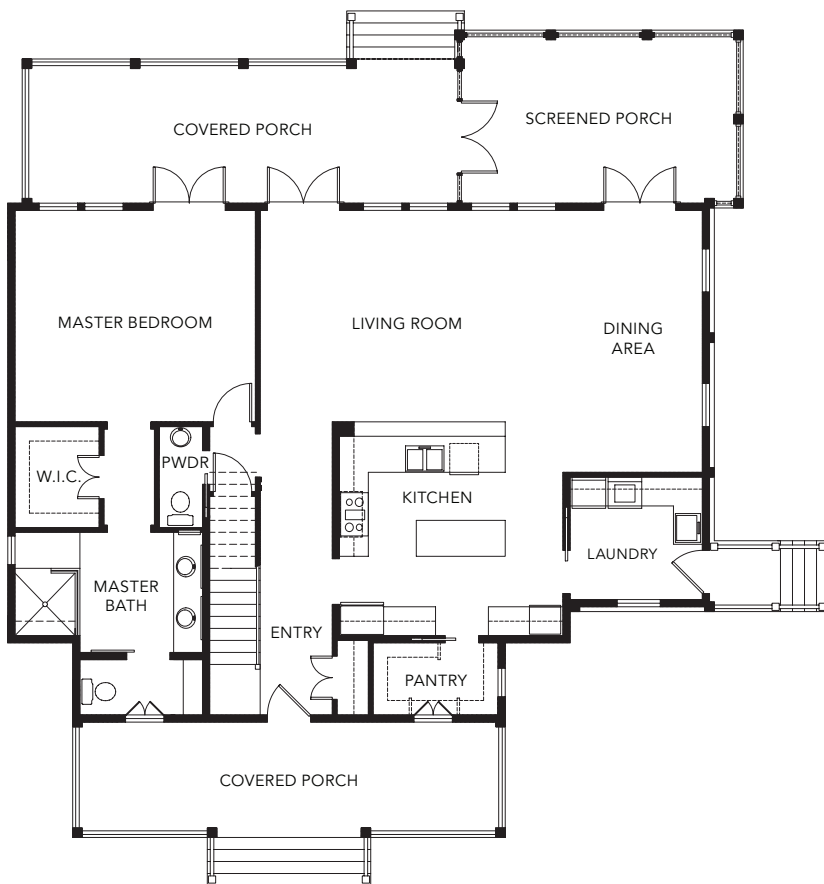 COVERED PORCH
SCREENED PORCH
MASTER BEDROOM
LIVING ROOM
DINING
AREA
W.I.C.
PWDR
KITCHEN
LAUNDRY
MASTER
BATH
ENTRY
PANTRY
COVERED PORCH